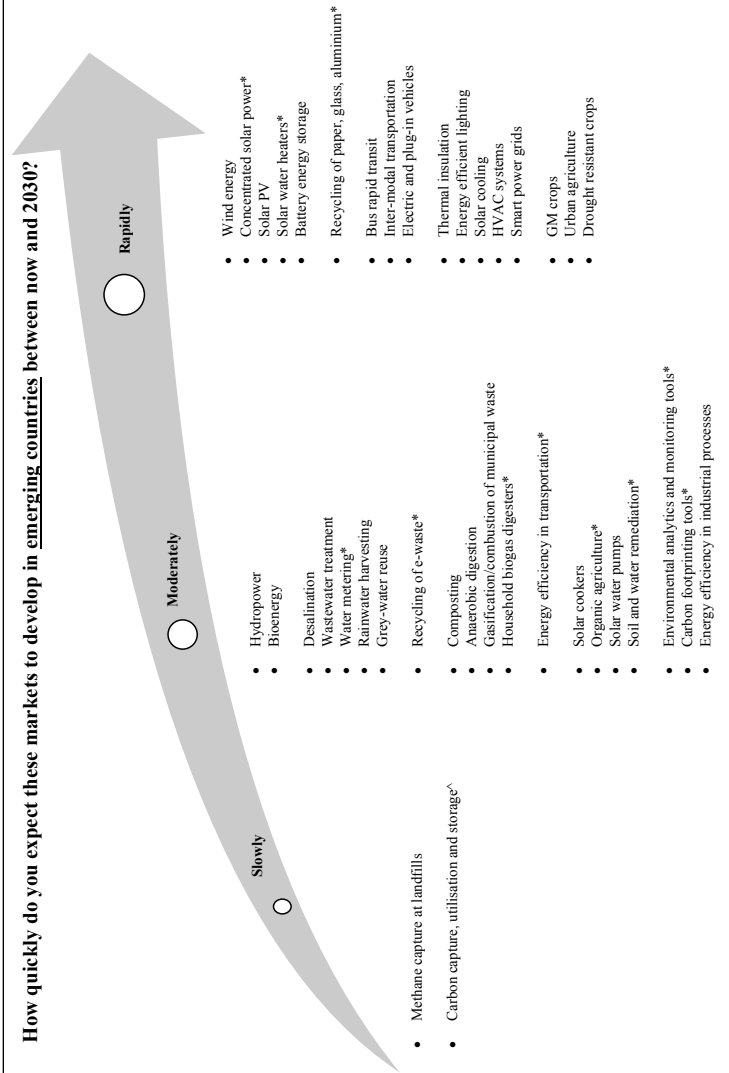 How quickly do you expect these markets to develop in emerging countries between now and 2030?
Slowly
• Methane capture at landfills
• Carbon capture, utilisation and storage^
Moderately
• Hydropower
• Bioenergy
• Desalination
• Wastewater treatment
• Water metering*
• Rainwater harvesting
• Grey-water reuse
• Recycling of e-waste*
• Composting
• Anaerobic digestion
• Gasification/combustion of municipal waste
• Household biogas digesters*
• Energy efficiency in transportation*
• Solar cookers
• Organic agriculture*
• Solar water pumps
• Soil and water remediation*
• Environmental analytics and monitoring tools*
• Carbon footprinting tools*
• Energy efficiency in industrial processes
Rapidly
• Wind energy
• Concentrated solar power*
• Solar PV
• Solar water heaters*
• Battery energy storage
• Recycling of paper, glass, aluminium*
• Bus rapid transit
• Inter-modal transportation
• Electric and plug-in vehicles
• Thermal insulation
• Energy efficient lighting
• Solar cooling
• HVAC systems
• Smart power grids
• GM crops
• Urban agriculture
• Drought resistant crops